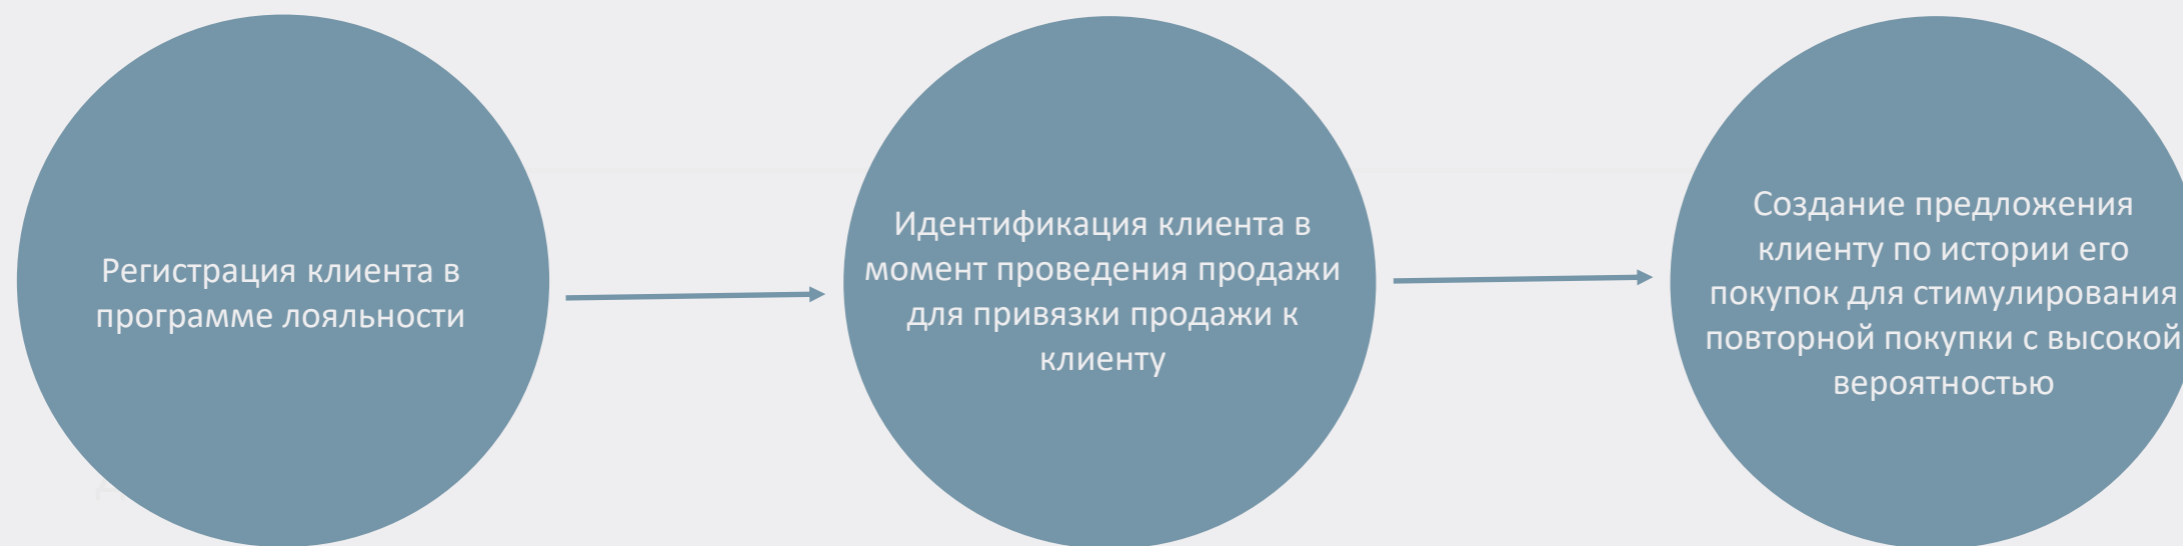 Регистрация клиента в
программе лояльности
Идентификация клиента в
момент проведения продажи
для привязки продажи к
клиенту
Создание предложения
клиенту по истории его
покупок для стимулирования
повторной покупки с высокой
вероятностью